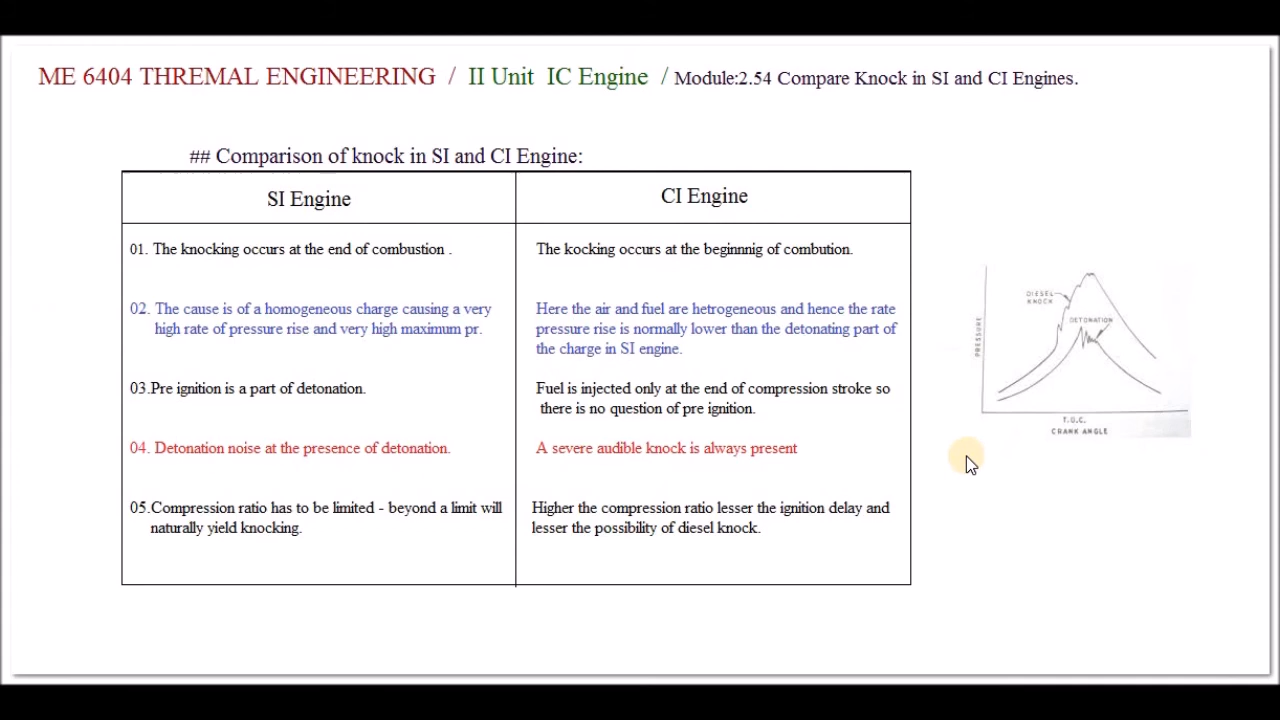 ME 6404 THREMAL ENGINEERING / II Unit IC Engine / Module:2.54 Compare Knock in SI and CI Engines.
## Comparison of knock in SI and CI Engine:
SI Engine
CI Engine
01. The knocking occurs at the end of combustion .
The kocking occurs at the beginnnig of combution.
02. The cause is of a homogeneous charge causing a very
high rate of pressure rise and very high maximum pr.
Here the air and fuel are hetrogeneous and hence the rate
pressure rise is normally lower than the detonating part of
the charge in SI engine.
03.Pre ignition is a part of detonation.
Fuel is injected only at the end of compression stroke so
there is no question of pre ignition.
04. Detonation noise at the presence of detonation.
A severe audible knock is always present
05.Compression ratio has to be limited - beyond a limit will
naturally yield knocking.
Higher the compression ratio lesser the ignition delay and
lesser the possibility of diesel knock.
DIESEL
KNOCK
DETONATION
PRESSURE
T.D.C.
CRANK ANGLE